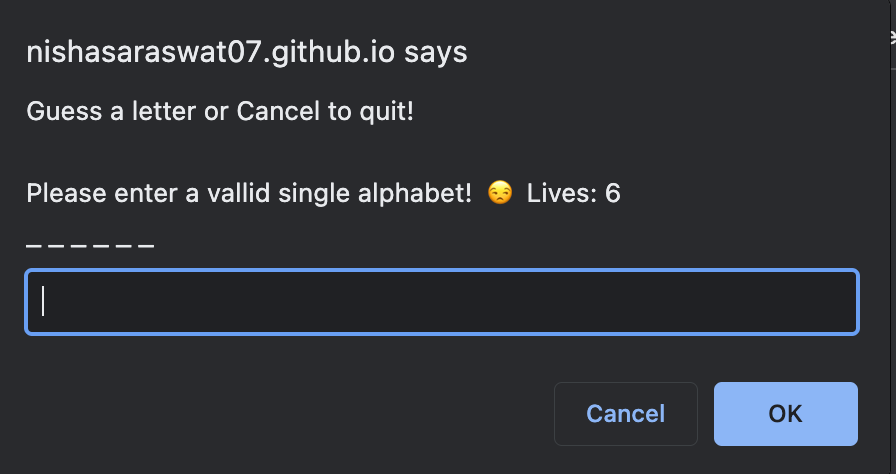 nishasaraswat07.github.io says
Guess a letter or Cancel to quit!
Please enter a vallid single alphabet! 😒 Lives: 6
_ _ _ _ _ _
Cancel
OK